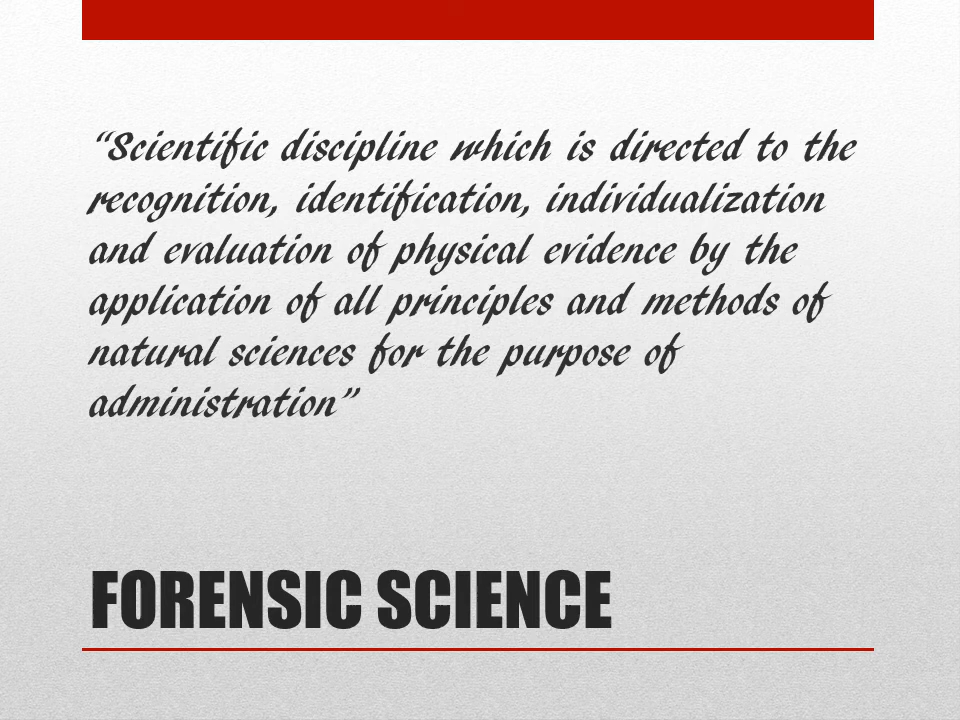 “Scientific discipline which is directed to the
recognition, identification, individualization
and evaluation of physical evidence by the
application of all principles and methods of
natural sciences for the purpose of
administration”
FORENSIC SCIENCE